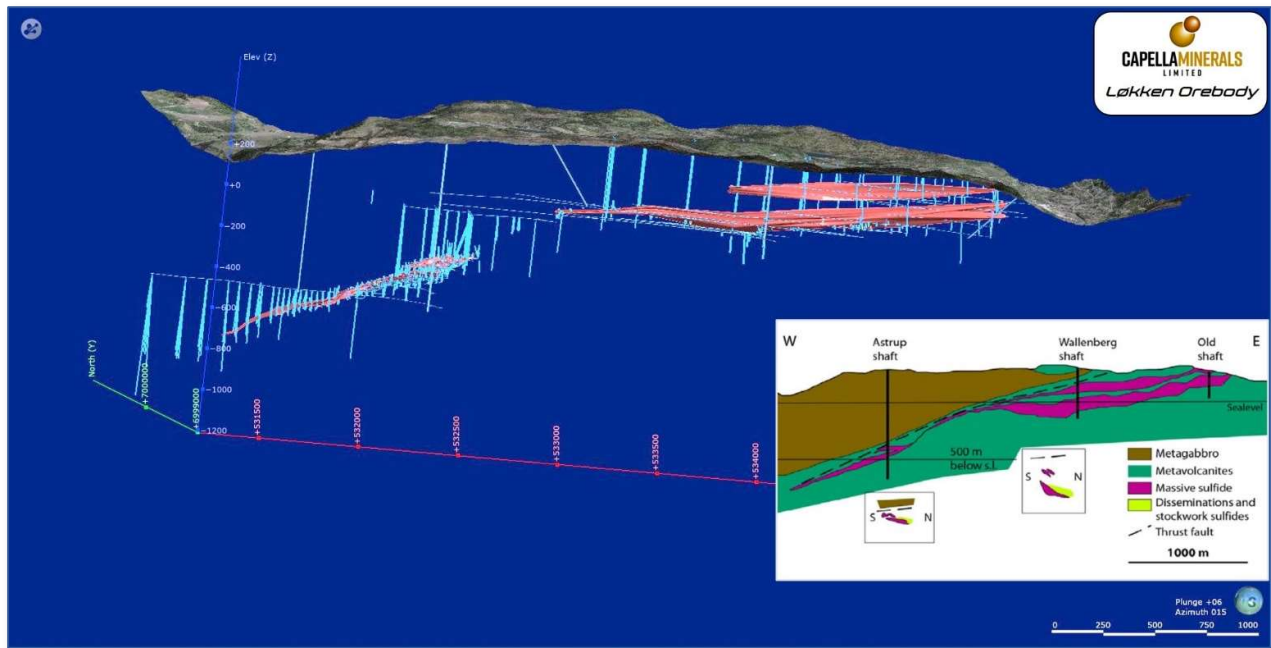 CAPELLAMINERALS
LIMITED
Løkken Orebody
Elev (Z)
+200
+0
-200
-400
-600
-800
-1000
-1200
North (Y)
+7000000
+6999000
+531500
+532000
+532500
+533000
+533500
+534000
W
Astrup
shaft
Wallenberg
shaft
Old
shaft
E
Sealevel
500 m
below s.l.
S
N
S
N
Metagabbro
Metavolcanites
Massive sulfide
Disseminations and
stockwork sulfides
Thrust fault
1000 m
Plunge +06
Azimuth 015
0 250 500 750 1000